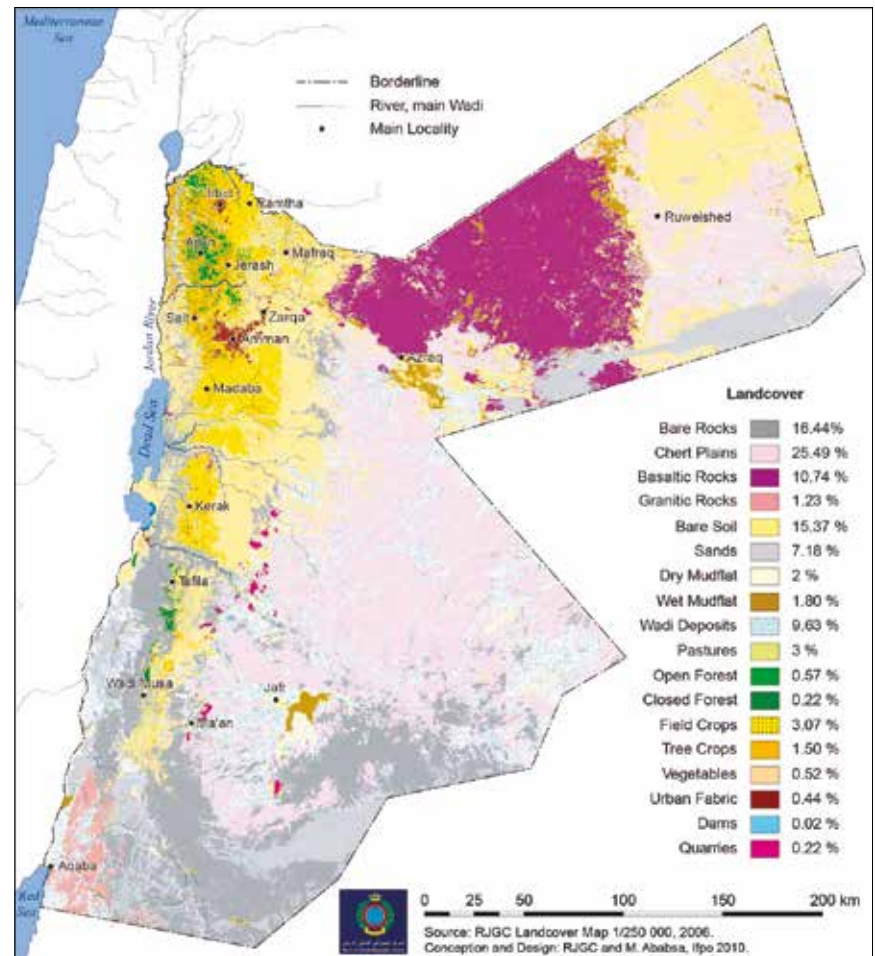 Mediterranean
Sea
Borderline
River, main Wadi
Main Locality
Irbid
Ramtha
Ruweished
Ajlun
Mafraq
Jerash
Jordan River
Salt
Zarqa
Amman
Azraq
Madaba
Dead Sea
Kerak
Tafila
Wadi Musa
Jafr
Ma'an
Aqaba
Red
Sea
Landcover
Bare Rocks 16.44%
Chert Plains 25.49 %
Basaltic Rocks 10.74 %
Granitic Rocks 1.23 %
Bare Soil 15.37 %
Sands 7.18 %
Dry Mudflat 2 %
Wet Mudflat 1.80 %
Wadi Deposits 9.63 %
Pastures 3 %
Open Forest 0.57 %
Closed Forest 0.22 %
Field Crops 3.07 %
Tree Crops 1.50 %
Vegetables 0.52 %
Urban Fabric 0.44 %
Dams 0.02 %
Quarries 0.22 %
0 25 50 100 150 200 km
Source: RJGC Landcover Map 1/250 000, 2006.
Conception and Design: RJGC and M. Ababsa, Ifpo 2010.